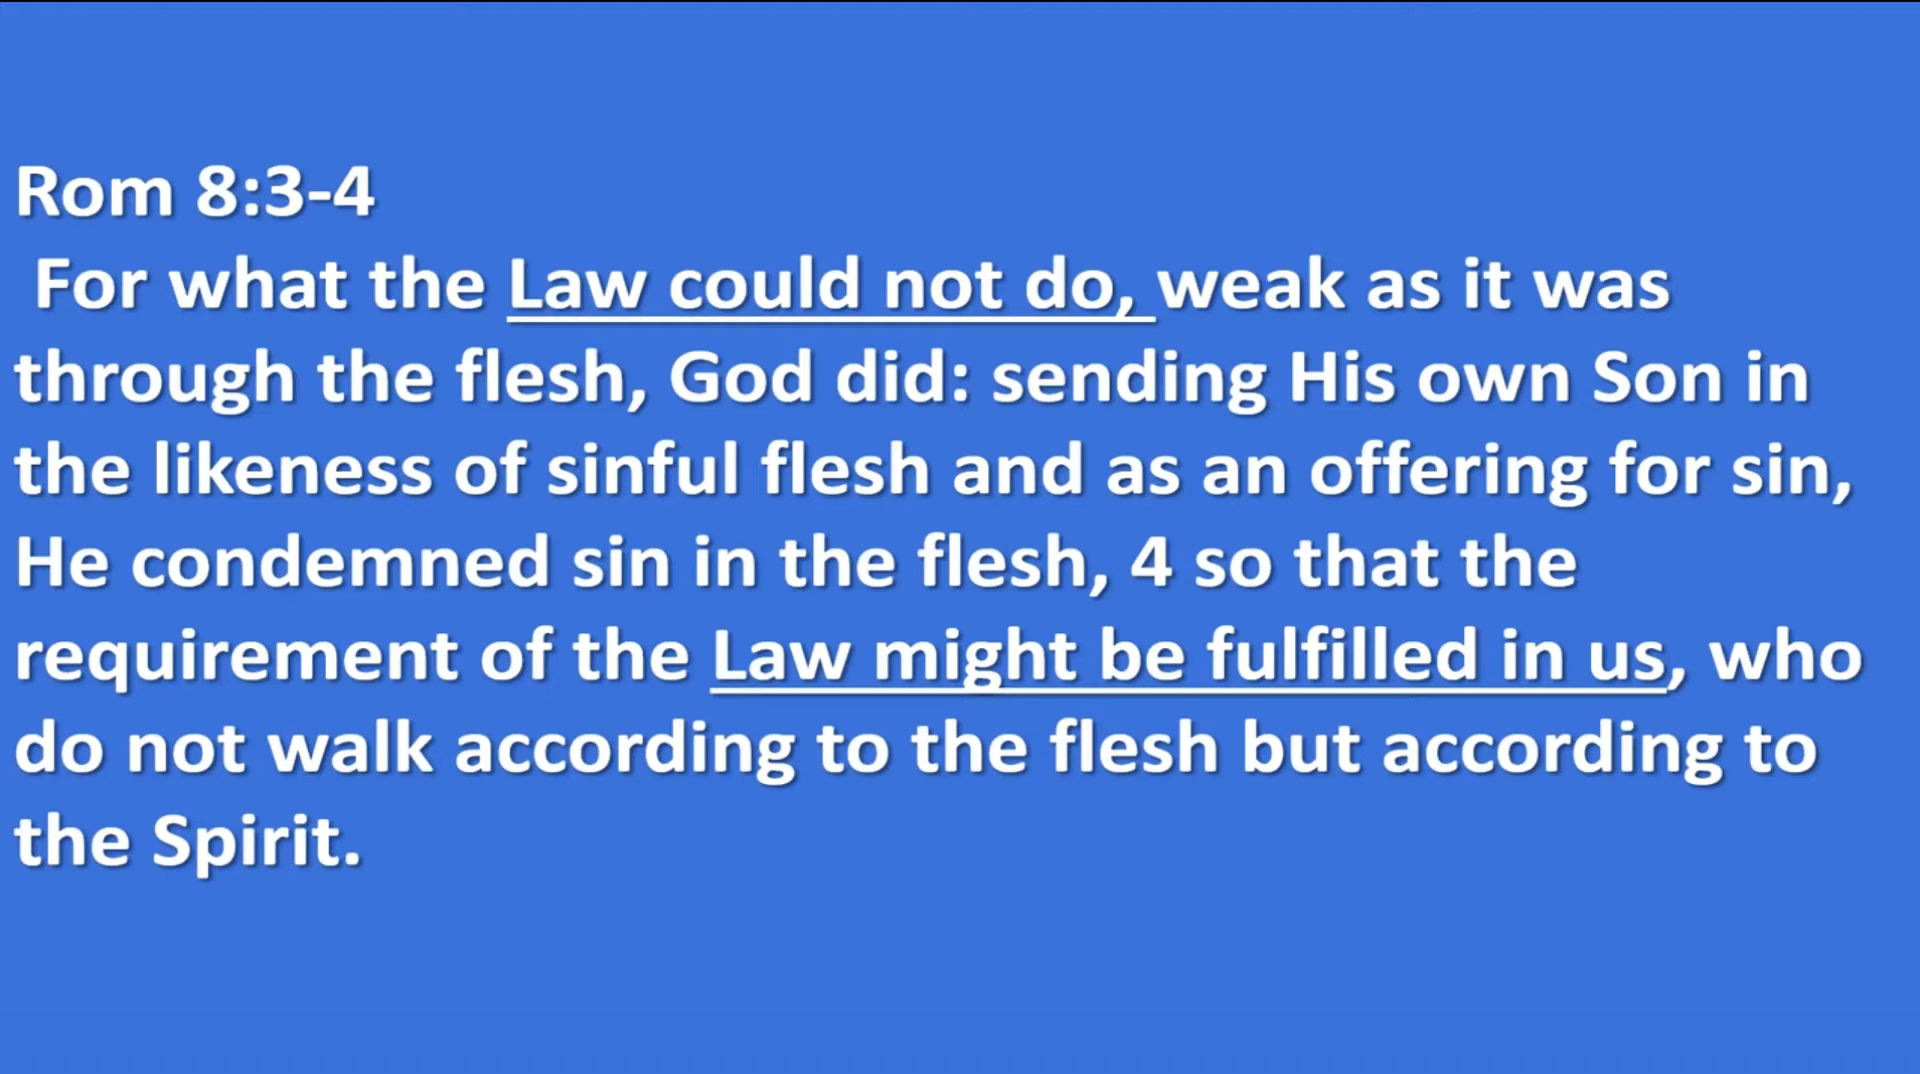 Rom 8:3-4
For what the Law could not do, weak as it was
through the flesh, God did: sending His own Son in
the likeness of sinful flesh and as an offering for sin,
He condemned sin in the flesh, 4 so that the
requirement of the Law might be fulfilled in us, who
do not walk according to the flesh but according to
the Spirit.